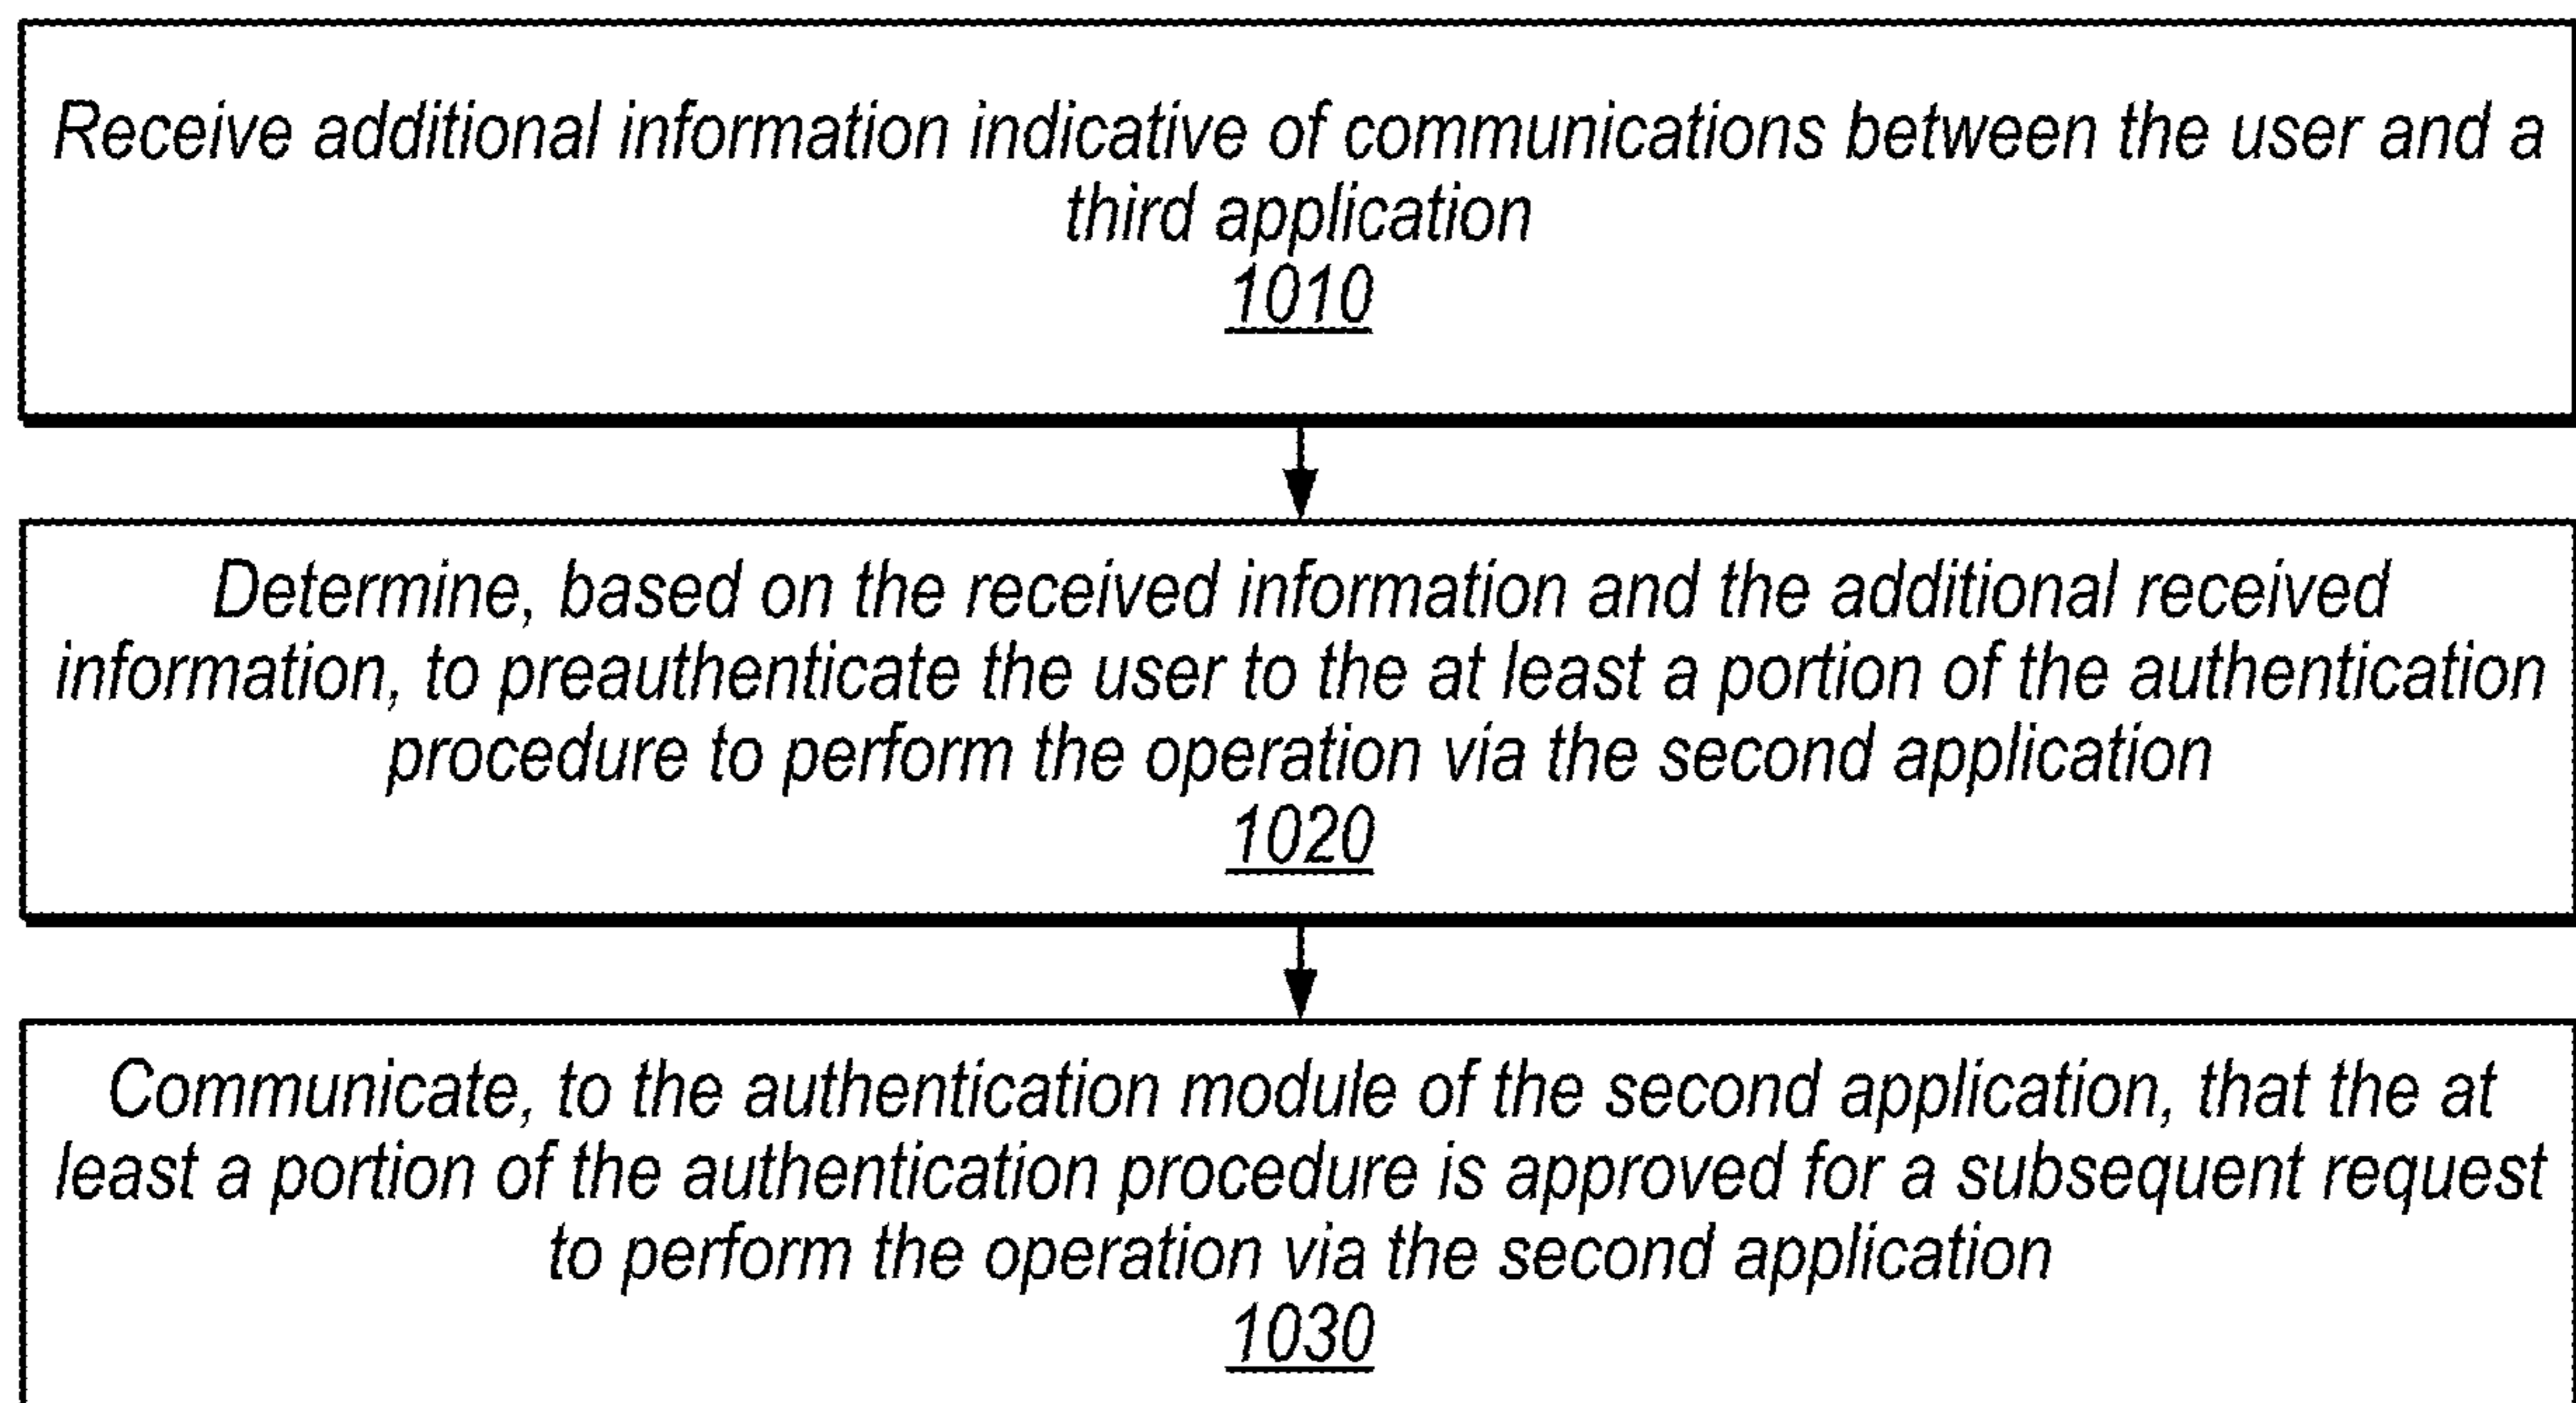 Receive additional information indicative of communications between the user and a
third application
1010
Determine, based on the received information and the additional received
information, to preauthenticate the user to the at least a portion of the authentication
procedure to perform the operation via the second application
1020
Communicate, to the authentication module of the second application, that the at
least a portion of the authentication procedure is approved for a subsequent request
to perform the operation via the second application
1030